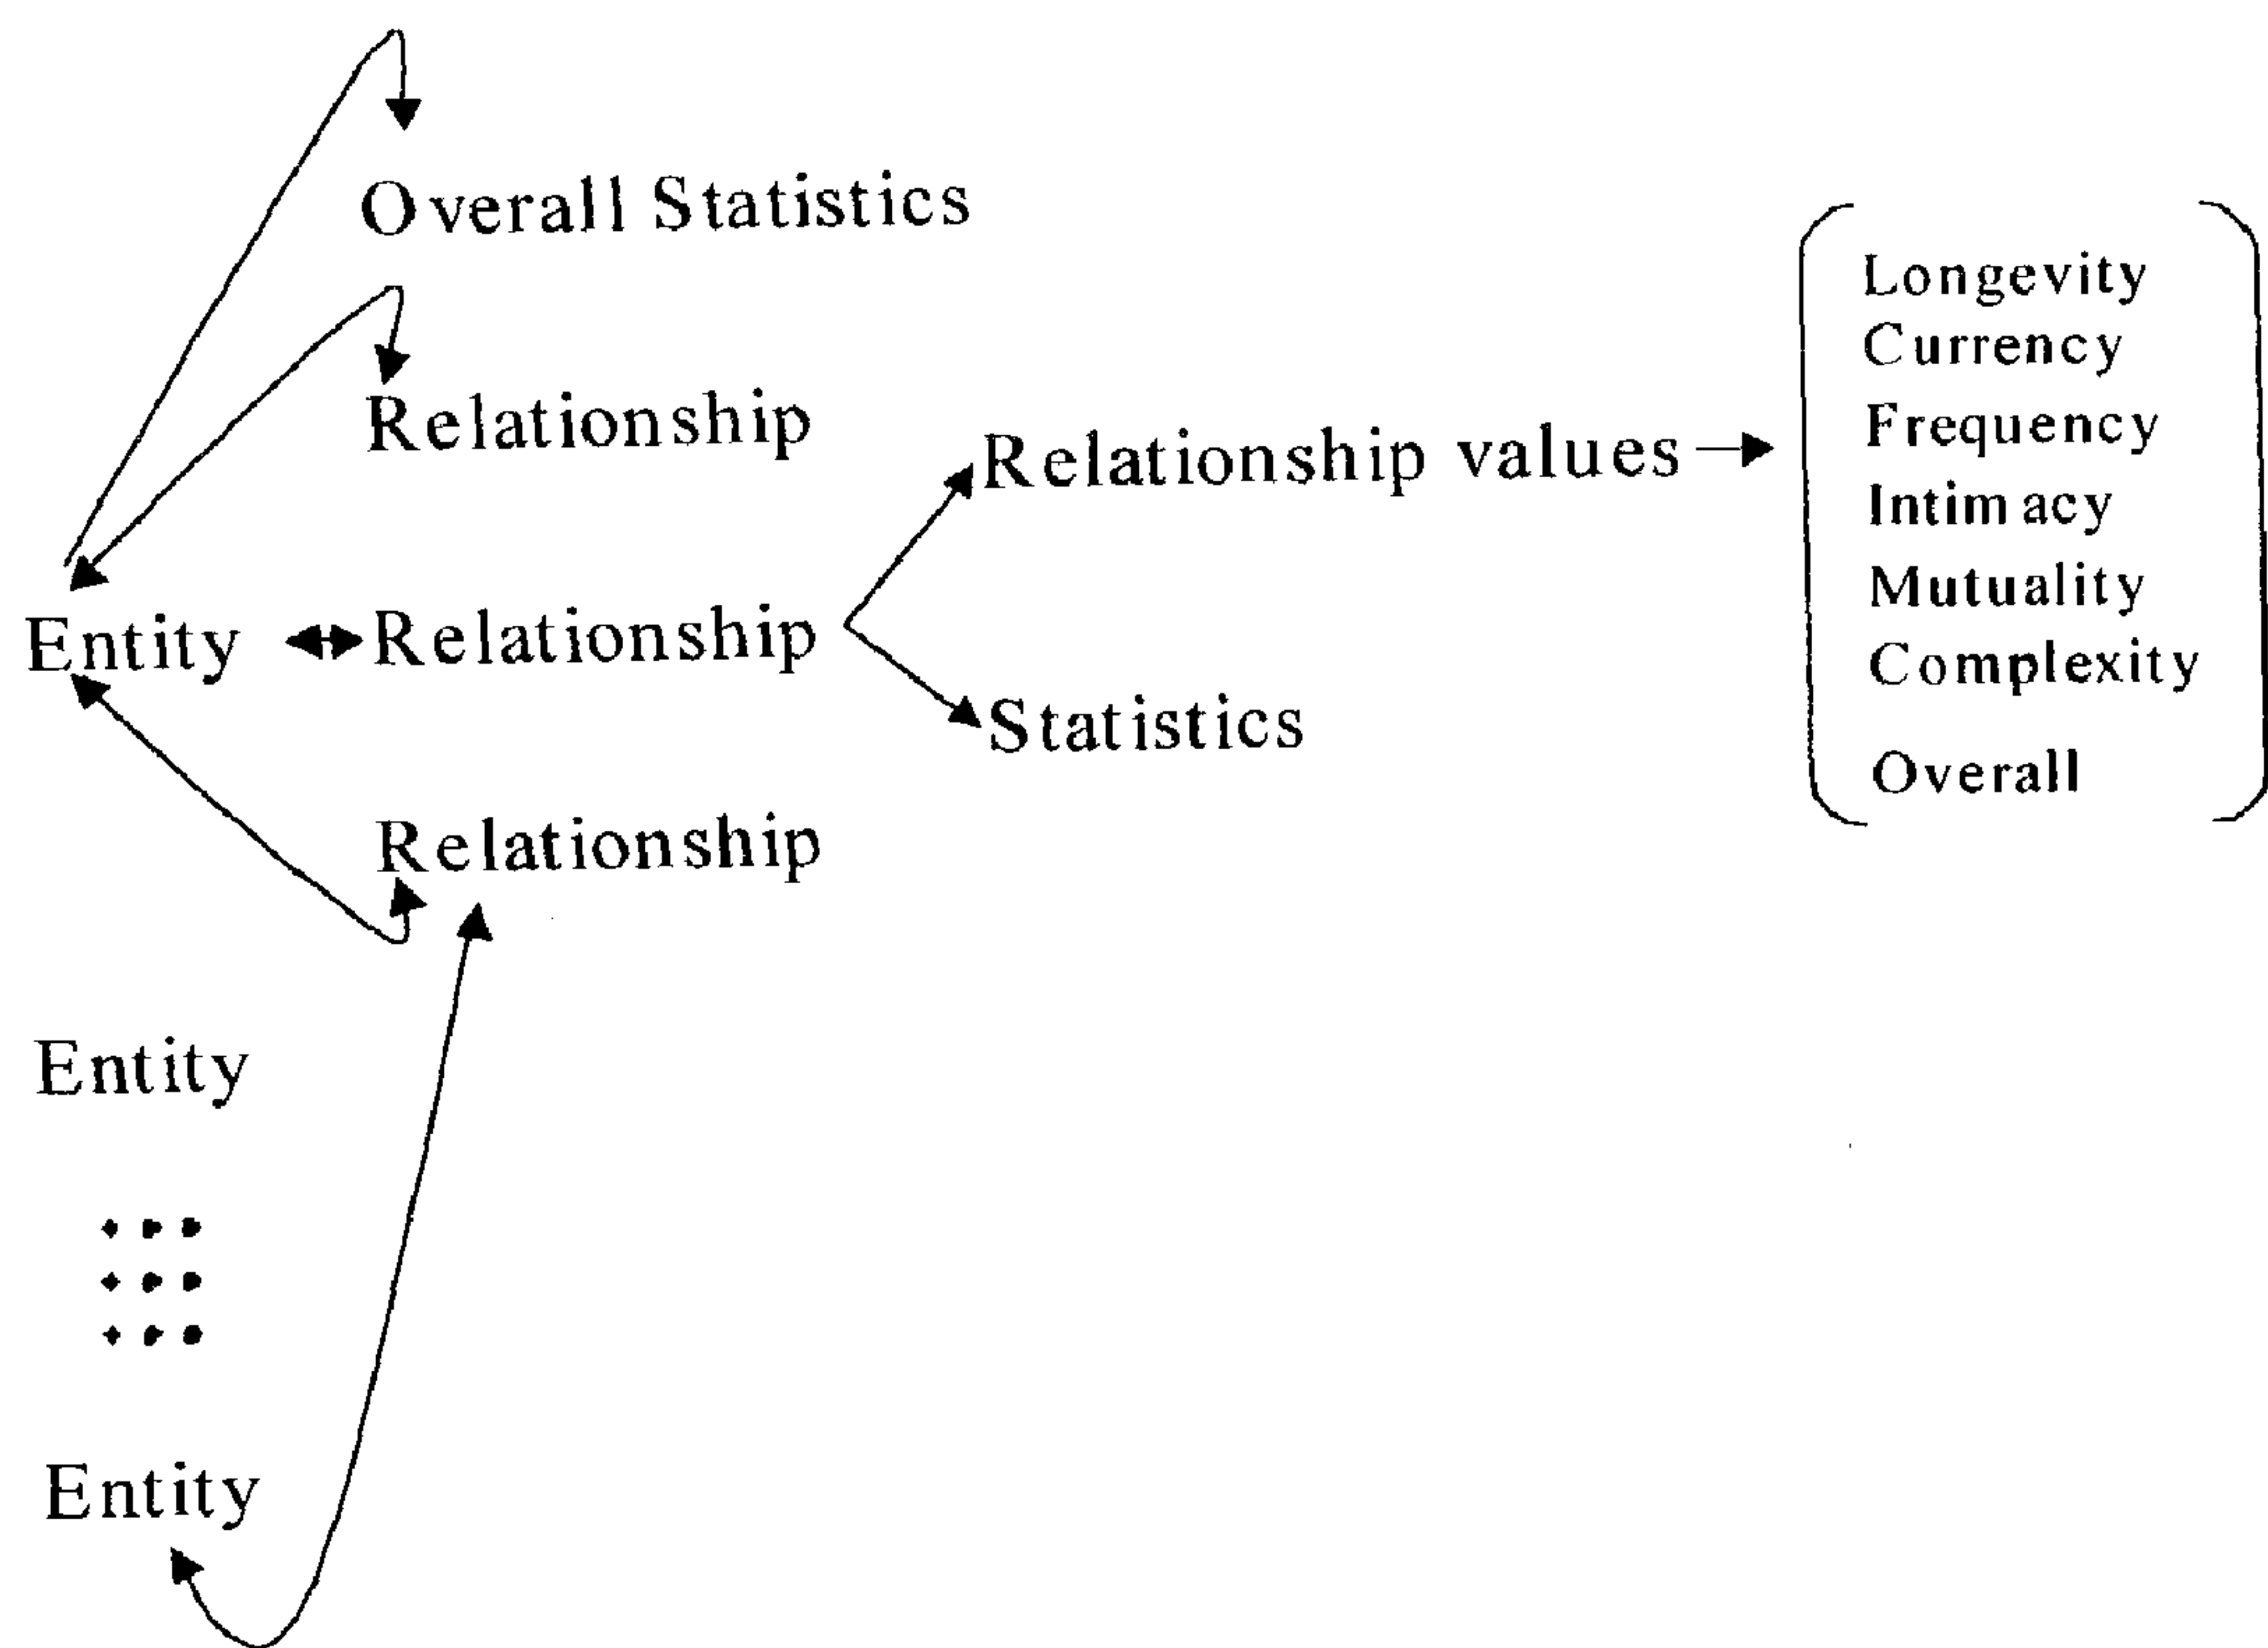 Overall Statistics
Relationship
Relationship values
Entity
Relationship
Statistics
Relationship
Entity
Entity
Longevity
Currency
Frequency
Intimacy
Mutuality
Complexity
Overall